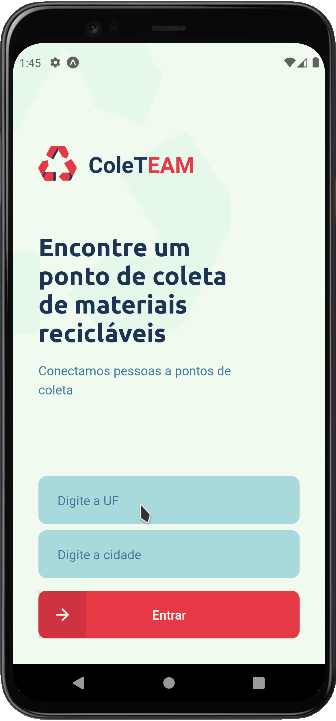 1:45
ColeTEAM
Encontre um
ponto de coleta
de materiais
recicláveis
Conectamos pessoas a pontos de
coleta
Digite a UF
Digite a cidade
Entrar